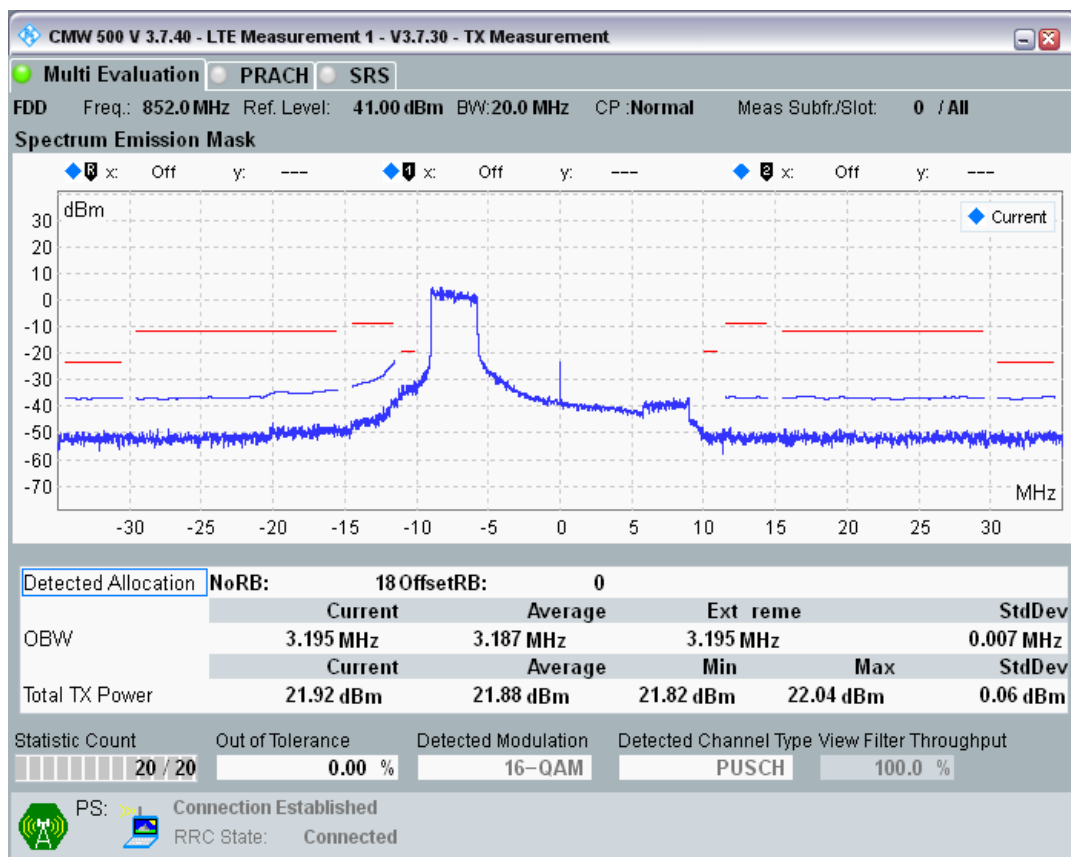 CMW 500 V 3.7.40 - LTE Measurement 1 - V3.7.30 - TX Measurement
Multi Evaluation PRACH SRS
FDD Freq.: 852.0 MHz Ref. Level: 41.00 dBm BW:20.0 MHz CP :Normal Meas Subfr./Slot: 0 / All
Spectrum Emission Mask
R x: Off y: --- 1 x: Off y: --- 2 x: Off y: ---
dBm
Current
30
20
10
0
-10
-20
-30
-40
-50
-60
-70
MHz
-30 -25 -20 -15 -10 -5 0 5 10 15 20 25 30
Detected Allocation NoRB: 18 OffsetRB: 0
Current Average Ext reme StdDev
OBW 3.195 MHz 3.187 MHz 3.195 MHz 0.007 MHz
Current Average Min Max StdDev
Total TX Power 21.92 dBm 21.88 dBm 21.82 dBm 22.04 dBm 0.06 dBm
Statistic Count Out of Tolerance Detected Modulation Detected Channel Type View Filter Throughput
20 / 20 0.00 % 16-QAM PUSCH 100.0 %
PS: Connection Established
RRC State: Connected